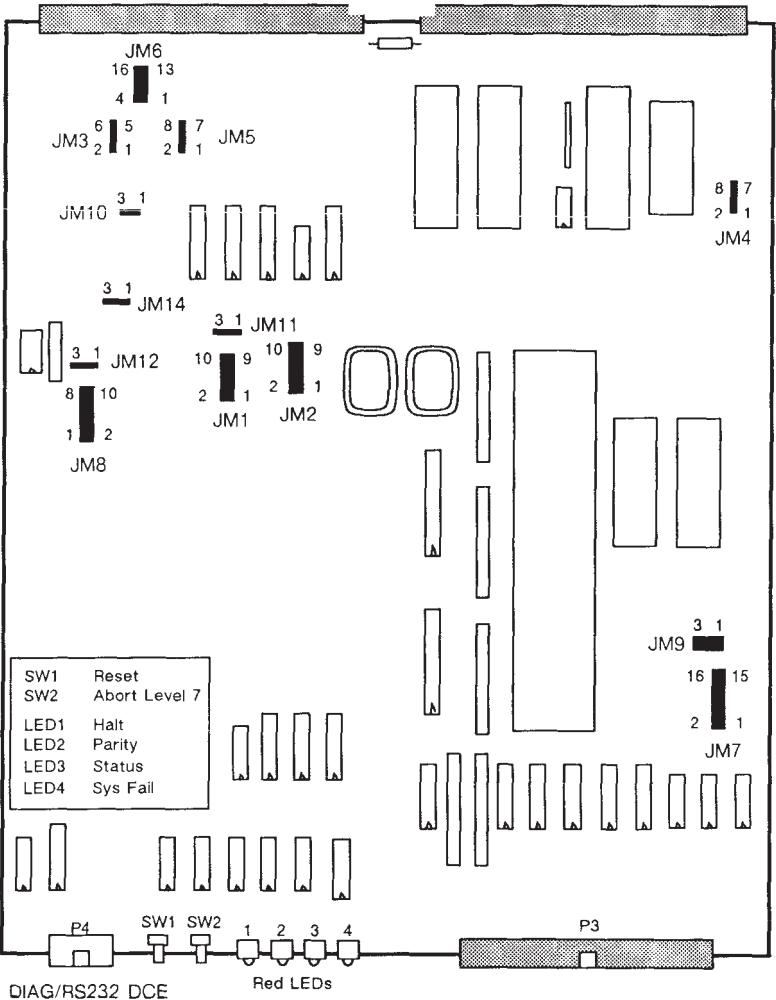 JM6
16 13
4 1
JM3 6 5 8 7 JM5
2 1 2 1
3 1
JM10
8 7
2 1
JM4
3 1
JM14
3 1 JM11
3 1 JM12
10 9
10 9
8 10
2 1
2 1
JM1
JM2
1 2
JM8
3 1
JM9
16 15
2 1
JM7
SW1 Reset
SW2 Abort Level 7
LED1 Halt
LED2 Parity
LED3 Status
LED4 Sys Fail
P4 SW1 SW2 1 2 3 4 P3
Red LEDs
DIAG/RS232 DCE